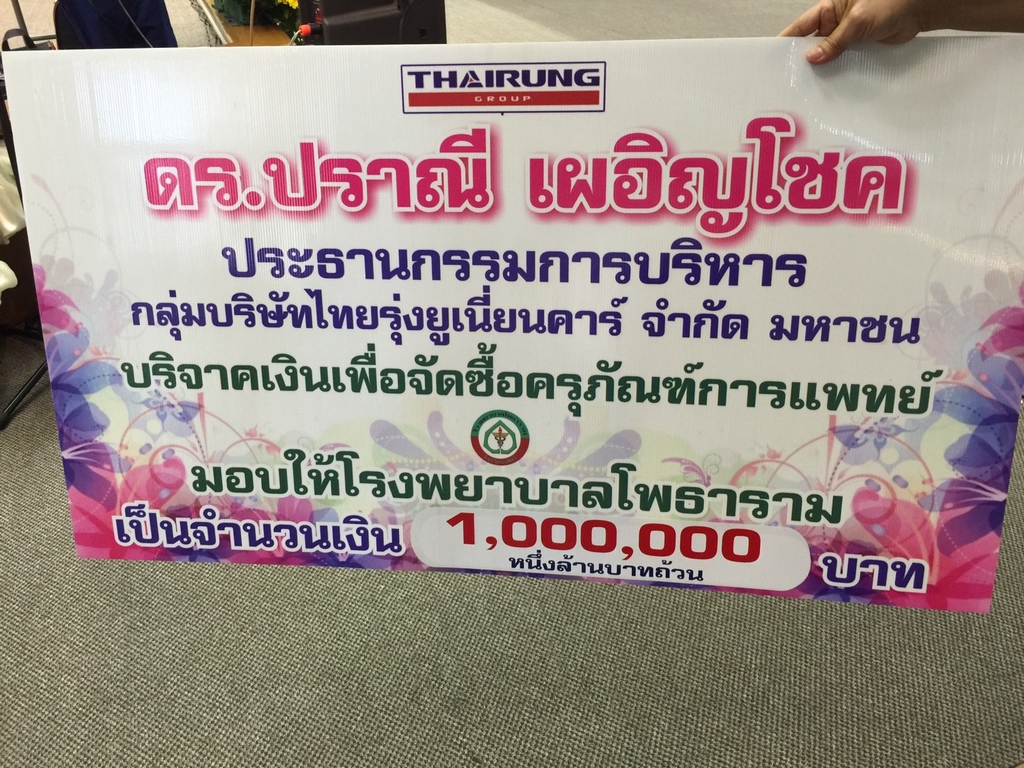 THAIRUNG
GROUP
ดร.ปราณี เผอิญโชค
ประธานกรรมการบริหาร
กลุ่มบริษัทไทยรุ่งยูเนี่ยนคาร์ จำกัด มหาชน
บริจาคเงินเพื่อจัดซื้อครุภัณฑ์การแพทย์
มอบให้โรงพยาบาลโพธาราม
เป็นจำนวนเงิน 1,000,000 บาท
หนึ่งล้านบาทถ้วน